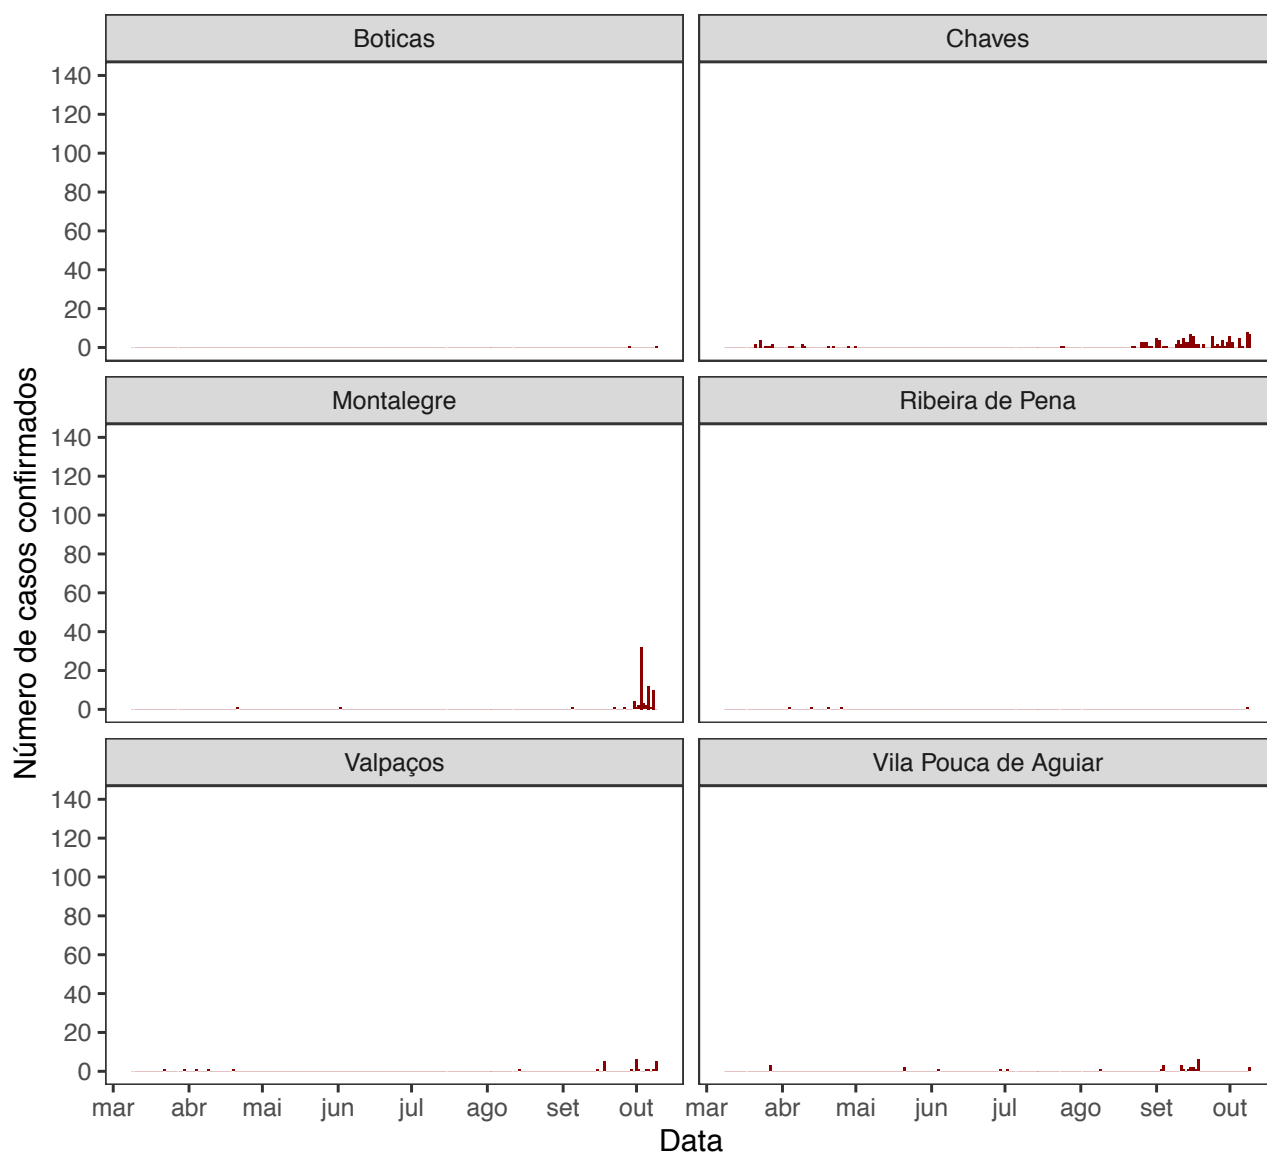 Boticas
Chaves
140
120
100
80
60
40
20
0
Montalegre
Ribeira de Pena
140
120
100
80
60
40
20
0
Valpaços
Vila Pouca de Aguiar
140
120
100
80
60
40
20
0
mar abr mai jun jul ago set out
mar abr mai jun jul ago set out
Data
Número de casos confirmados